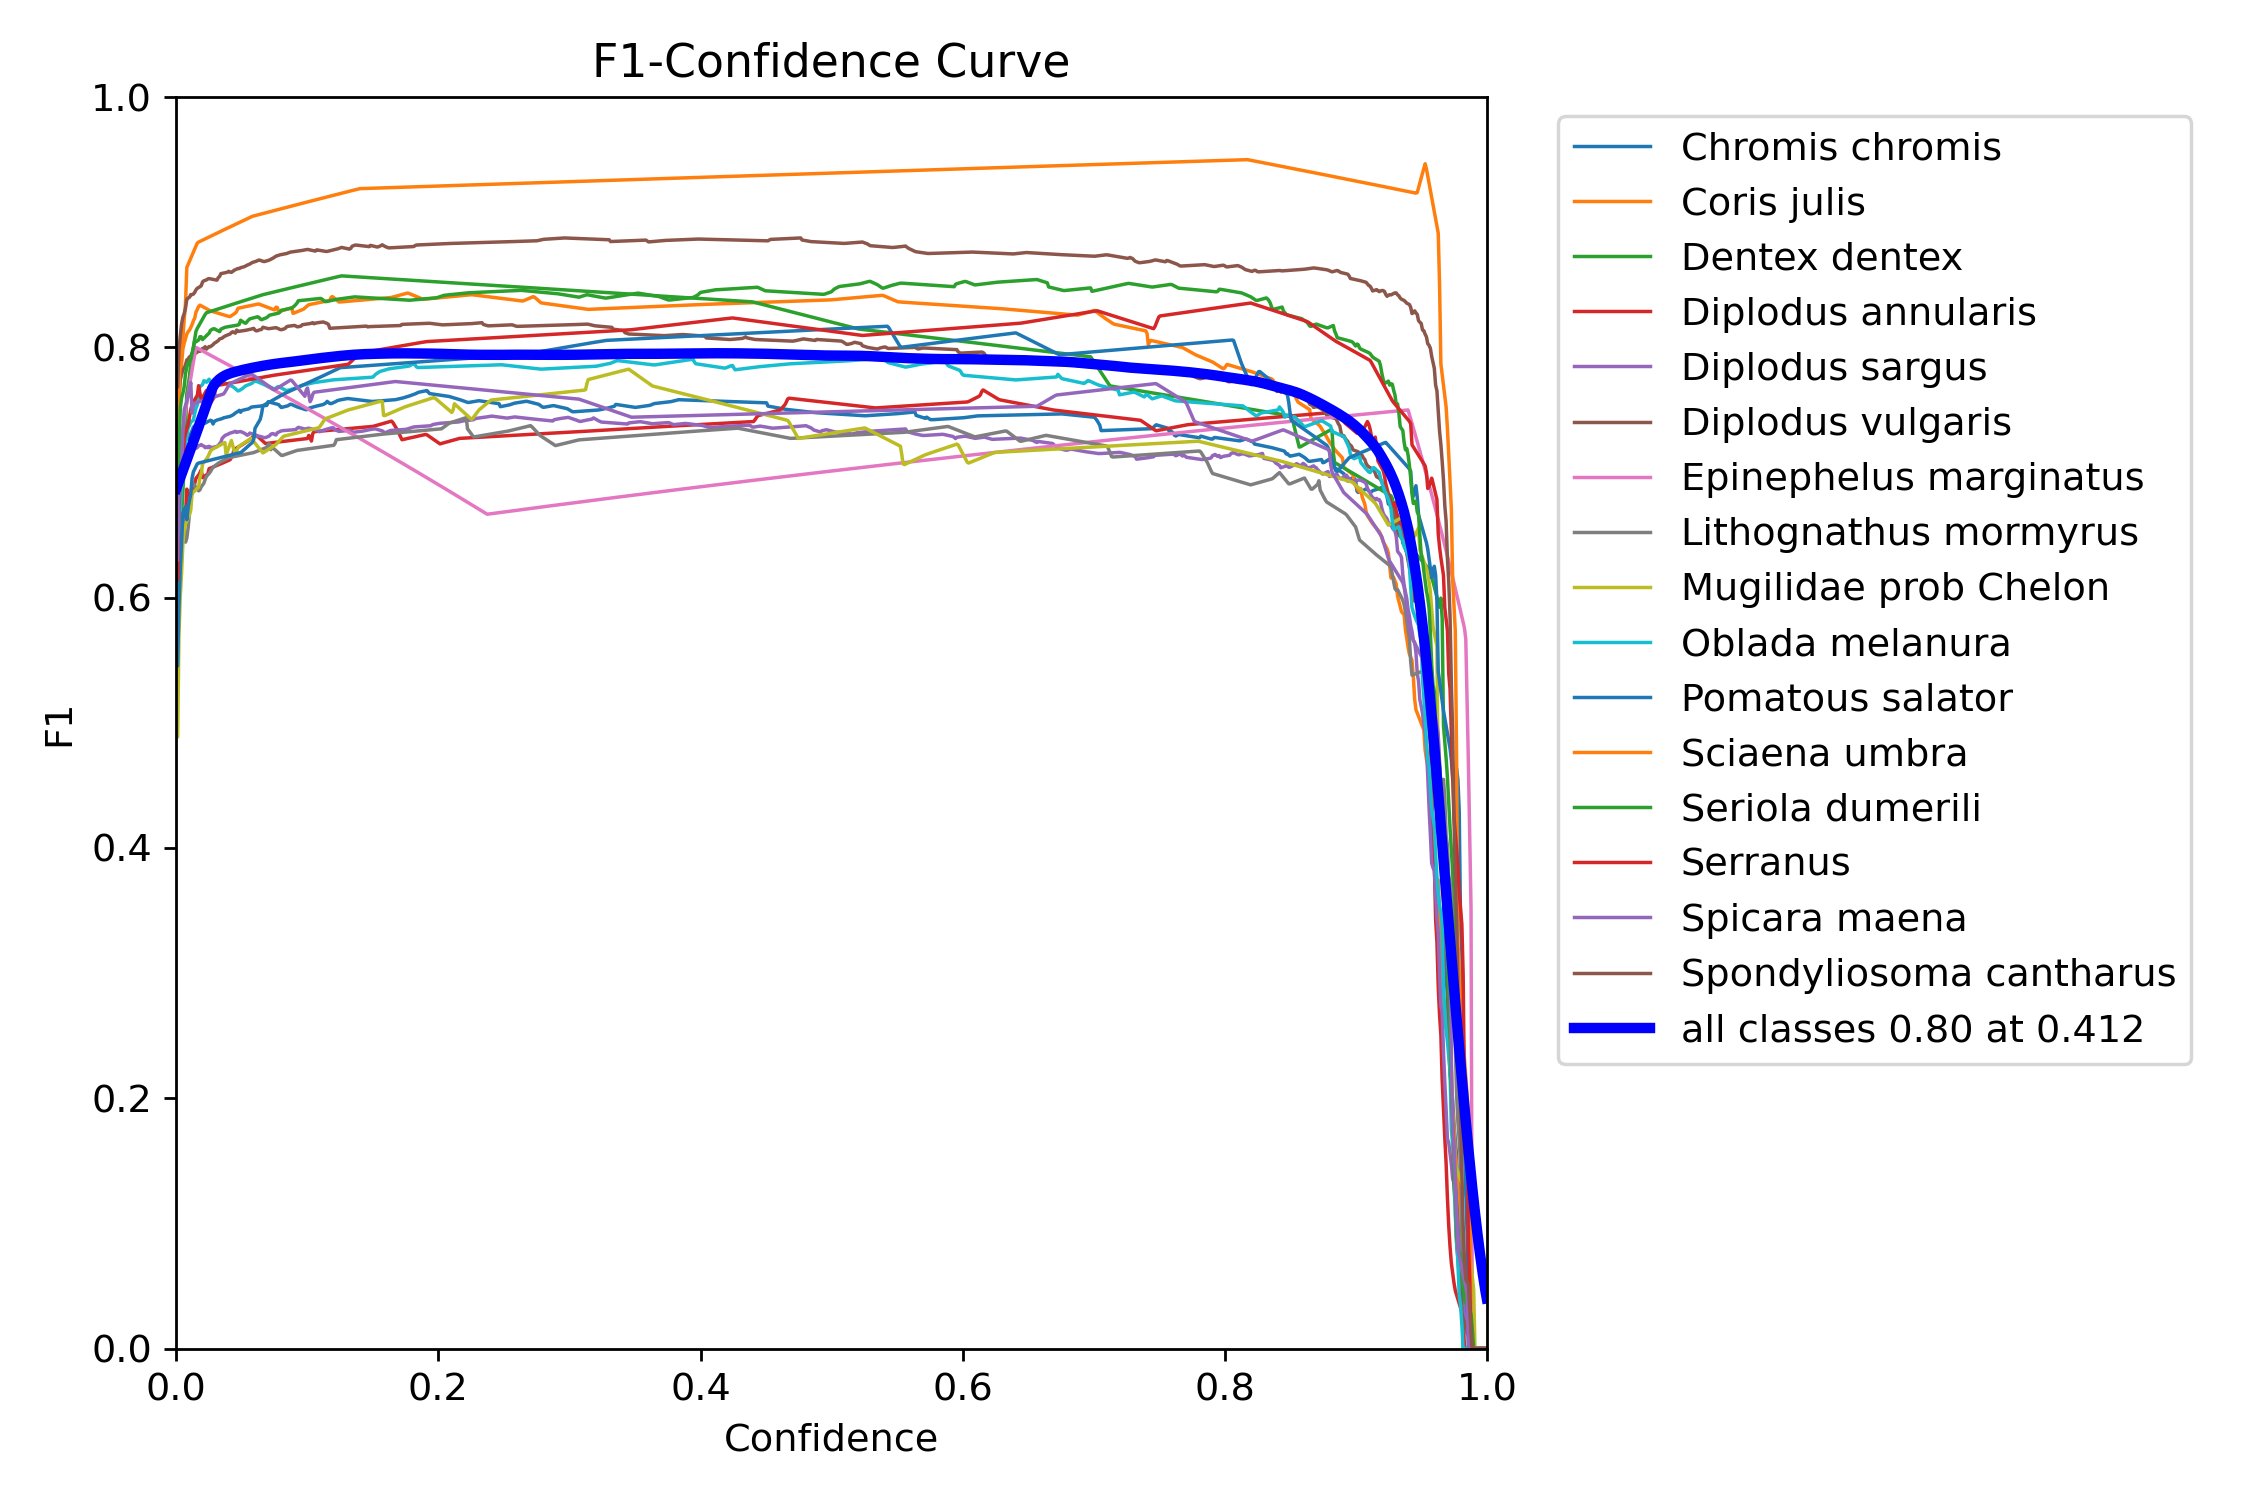 F1-Confidence Curve
1.0
0.8
0.6
0.4
0.2
0.0
F1
0.0 0.2 0.4 0.6 0.8 1.0
Confidence
Chromis chromis
Coris julis
Dentex dentex
Diplodus annularis
Diplodus sargus
Diplodus vulgaris
Epinephelus marginatus
Lithognathus mormyrus
Mugilidae prob Chelon
Oblada melanura
Pomatous salator
Sciaena umbra
Seriola dumerili
Serranus
Spicara maena
Spondyliosoma cantharus
all classes 0.80 at 0.412